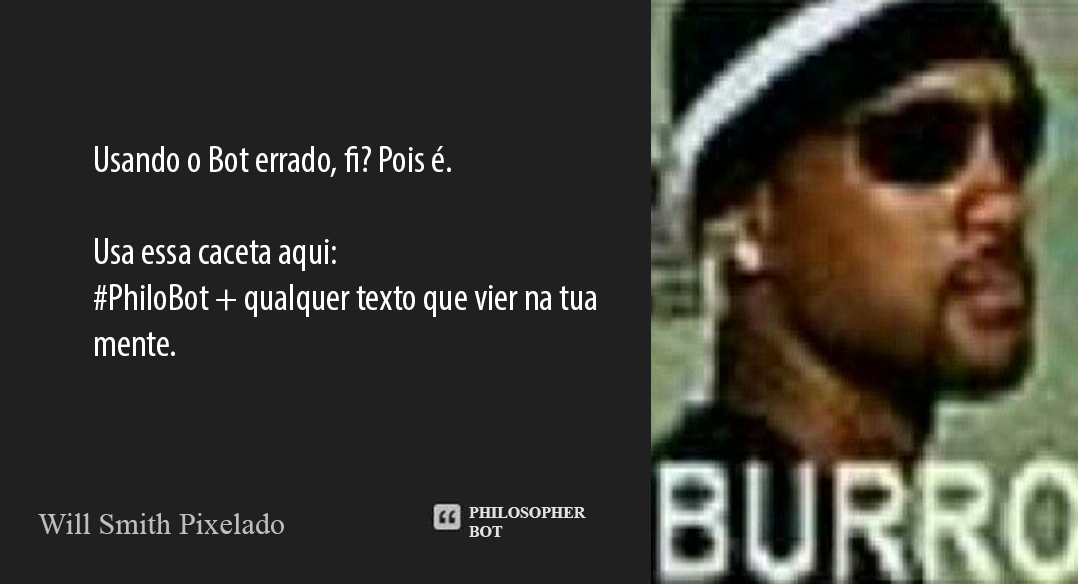 Usando o Bot errado, fi? Pois é.
Usa essa caceta aqui:
#PhiloBot + qualquer texto que vier na tua
mente.
Will Smith Pixelado
PHILOSOPHER
BOT
BURRO